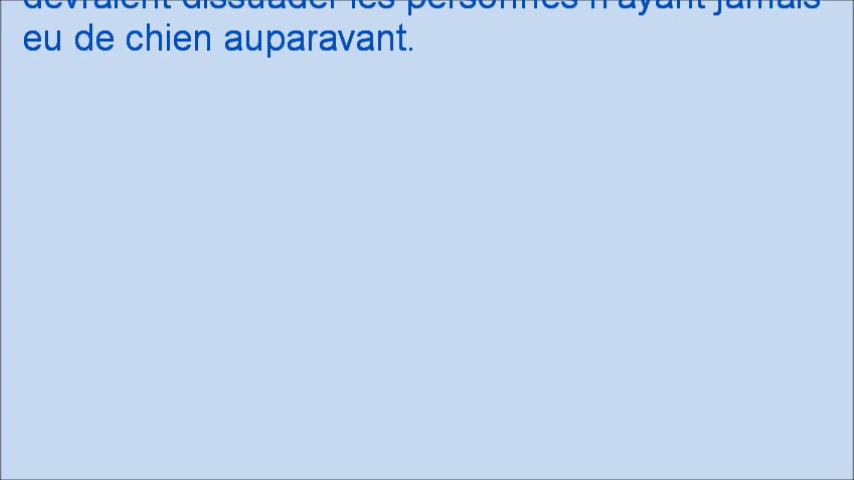 devraient dissuader les personnes n'ayant jamais
eu de chien auparavant.